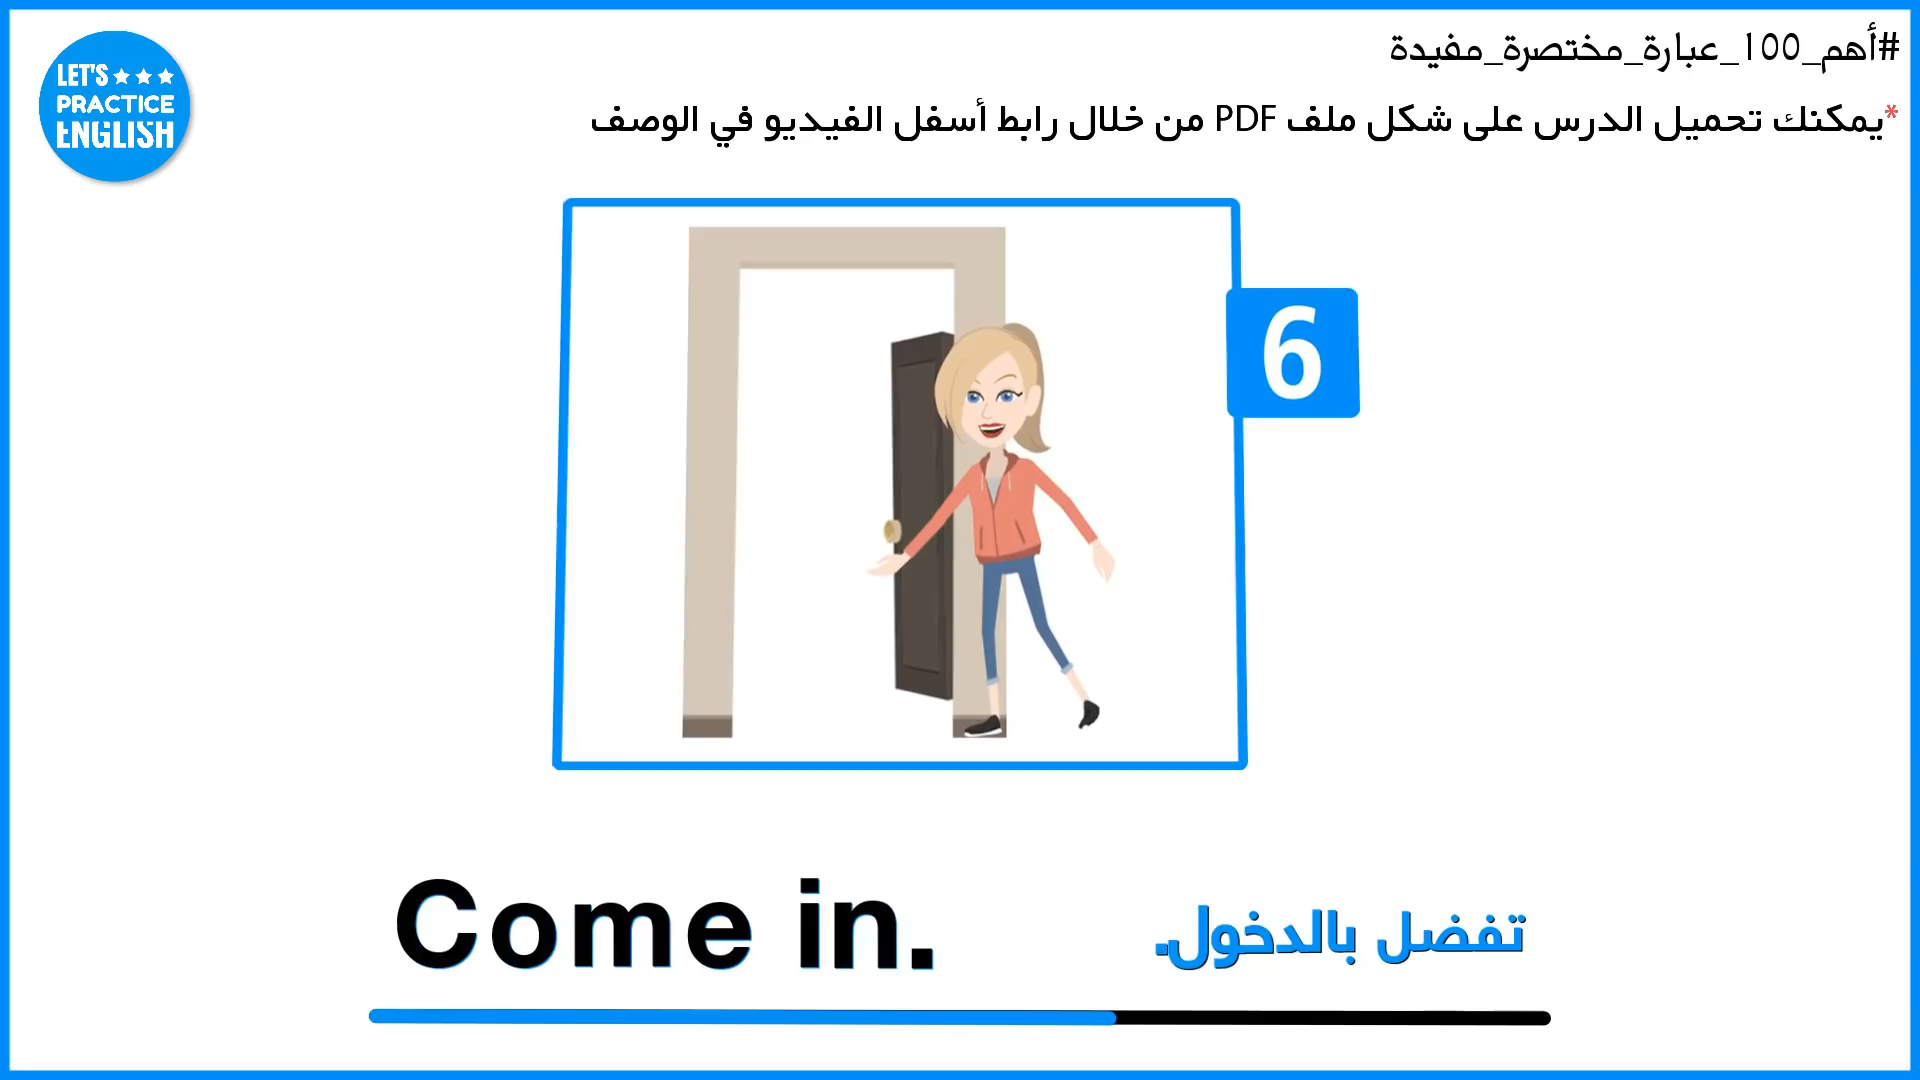 LET'S
PRACTICE
ENGLISH
#أهم_100_عبارة_مختصرة_مفيدة
*يمكنك تحميل الدرس على شكل ملف PDF من خلال رابط أسفل الفيديو في الوصف
6
Come in.
تفضل بالدخول.